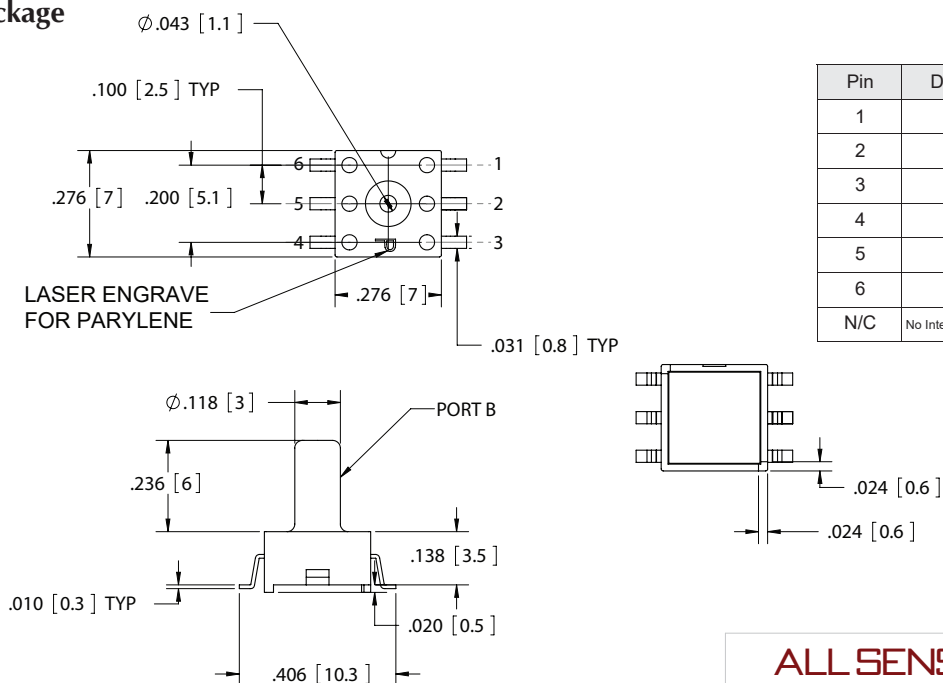 Ø.043 [1.1]
.100 [2.5] TYP
6
1
.276 [7]
.200 [5.1]
5
2
4
3
LASER ENGRAVE
FOR PARYLENE
.276 [7]
.031 [0.8] TYP
Pin
1
2
3
4
5
6
N/C No
Ø.118 [3]
PORT B
.236 [6]
.138 [3.5]
.010 [0.3] TYP
.020 [0.5]
.406 [10.3]
.024 [0.6]
.024 [0.6]
ALL